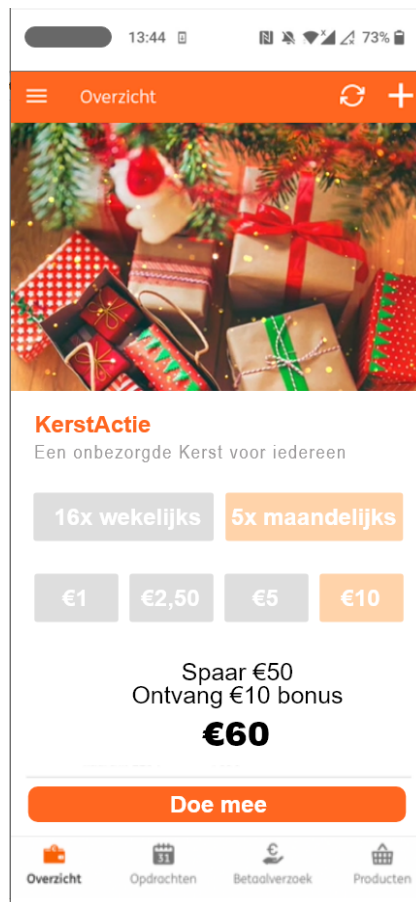 13:44 73%
Overzicht
KerstActie
Een onbezorgde Kerst voor iedereen
16x wekelijks 5x maandelijks
€1 €2,50 €5 €10
Spaar €50
Ontvang €10 bonus
€60
Doe mee
31
Overzicht Opdrachten Betaalverzoek Producten